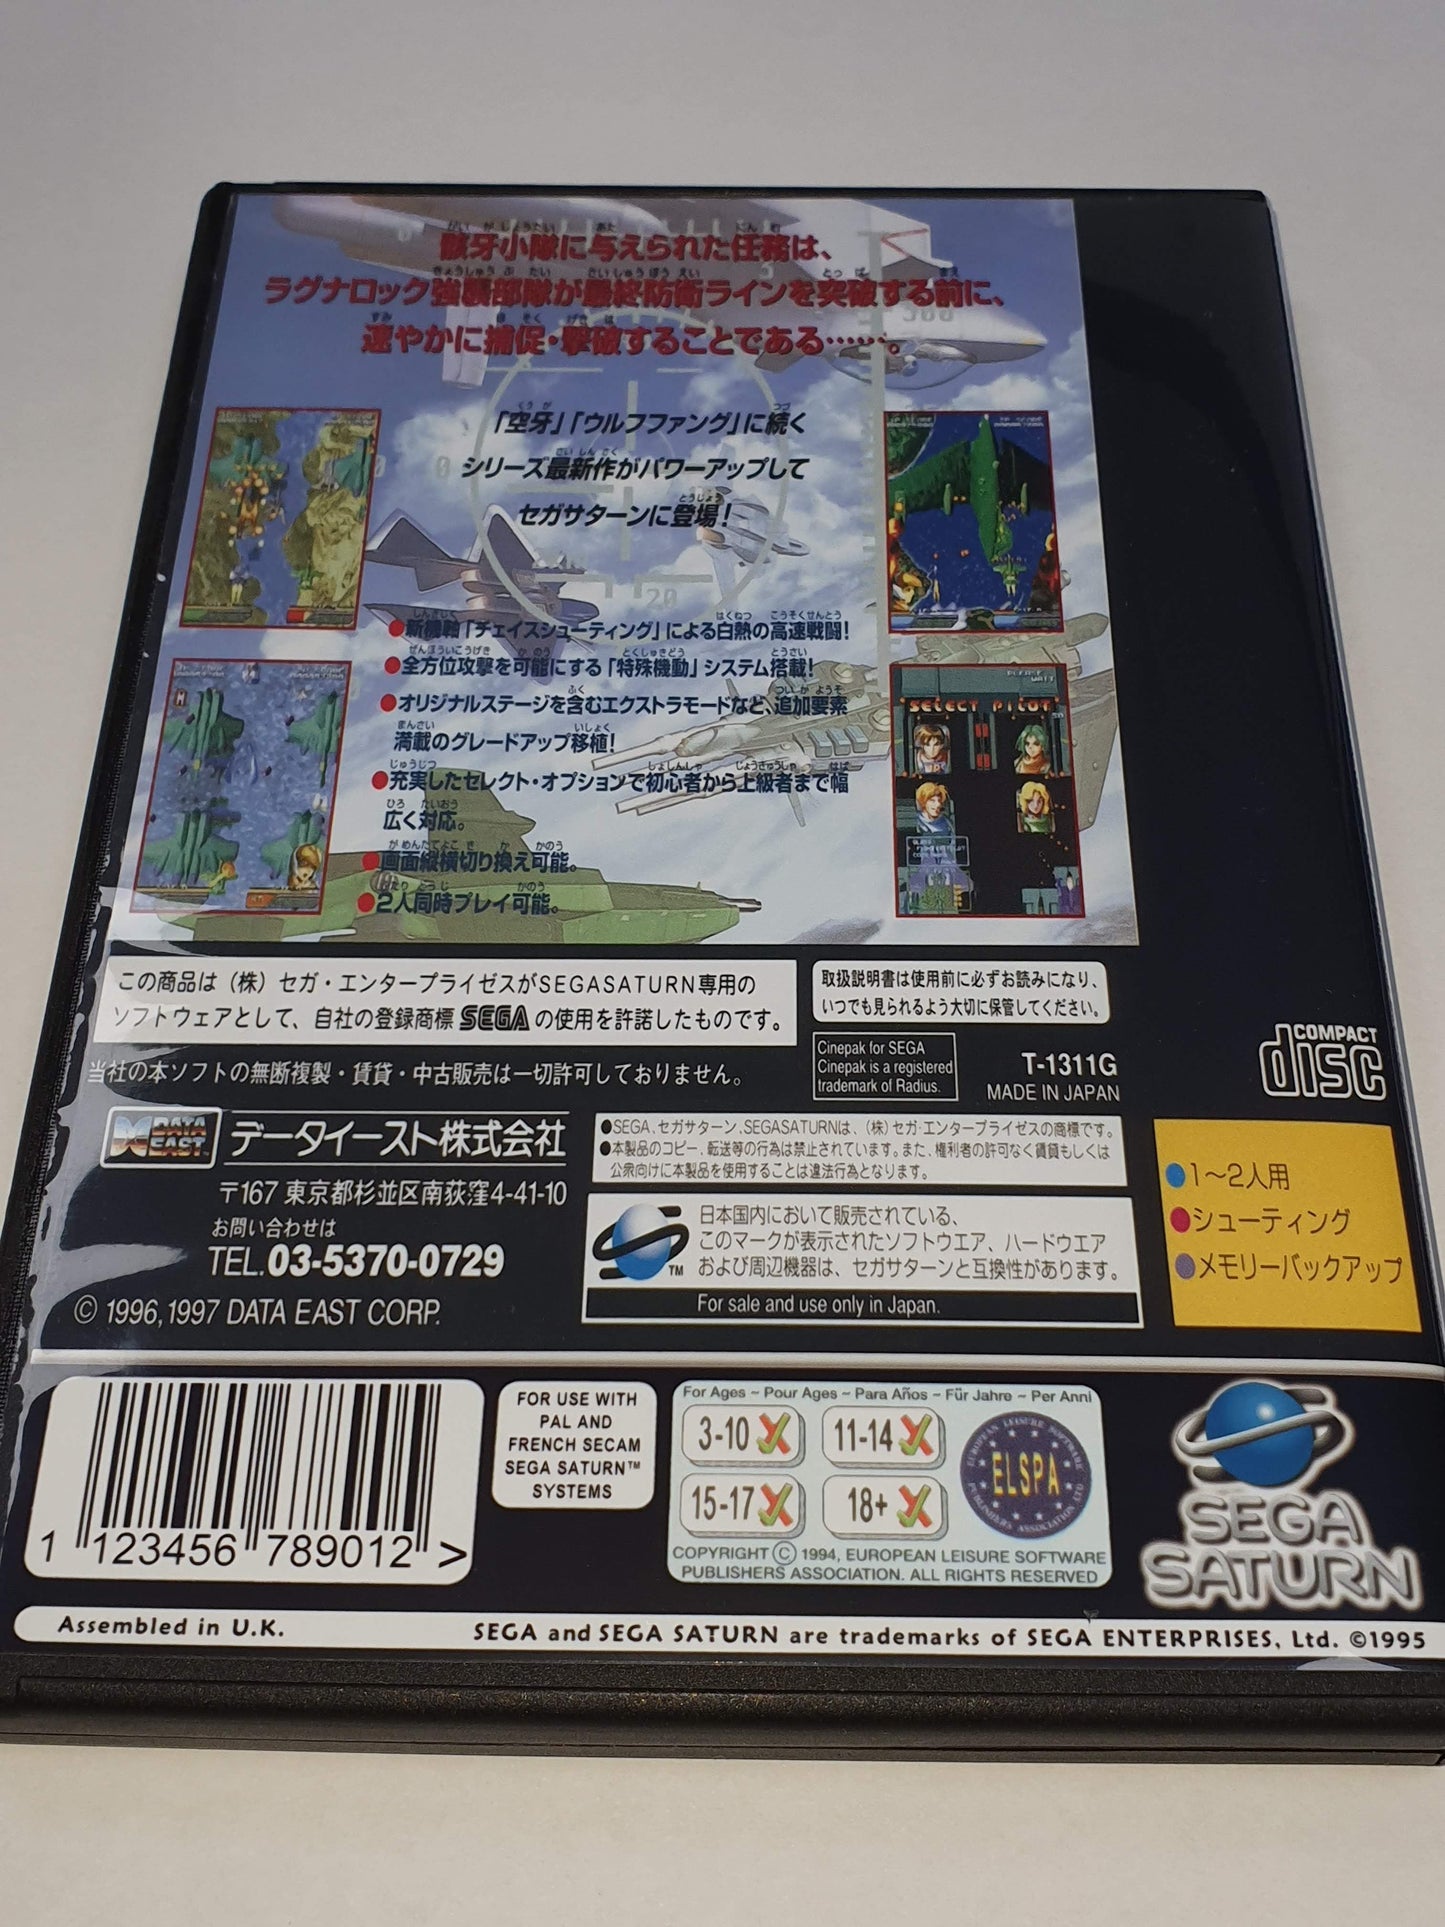 骸牙小隊に与えられた任務は、
ラグナロック強襲部隊が最終防衛ラインを突破する前に、
速やかに捕捉・撃破することである……。
「空牙」「ウルフファング」に続く
シリーズ最新作がパワーアップして
セガサターンに登場!
●新機軸「チェイスシューティング」による白熱の高速戦闘!
●全方位攻撃を可能にする「特殊機動」システム搭載!
●オリジナルステージを含むエクストラモードなど、追加要素
満載のグレードアップ移植!
●充実したセレクト・オプションで初心者から上級者まで幅
広く対応。
●画面縦横切り換え可能。
●2人同時プレイ可能。
SELECT PILOT
この商品は(株)セガ・エンタープライゼスがSEGASATURN専用の
ソフトウェアとして、自社の登録商標 SEGA の使用を許諾したものです。
取扱説明書は使用前に必ずお読みになり、
いつでも見られるよう大切に保管してください。
当社の本ソフトの無断複製・賃貸・中古販売は一切許可しておりません。
Cinepak for SEGA
Cinepak is a registered
trademark of Radius.
T-1311G
MADE IN JAPAN
COMPACT
disc
DATA
EAST
データイースト株式会社
〒167 東京都杉並区南荻窪4-41-10
お問い合わせは
TEL.03-5370-0729
© 1996,1997 DATA EAST CORP.
●SEGA、セガサターン、SEGASATURNは、(株)セガ・エンタープライゼスの商標です。
●本製品のコピー、転送等の行為は禁止されています。また、権利者の許可なく賃貸もしくは
公衆向けに本製品を使用することは違法行為となります。
日本国内において販売されている、
このマークが表示されたソフトウエア、ハードウエア
および周辺機器は、セガサターンと互換性があります。
TM
For sale and use only in Japan.
●1〜2人用
●シューティング
●メモリーバックアップ
1 123456 789012 >
FOR USE WITH
PAL AND
FRENCH SECAM
SEGA SATURN™
SYSTEMS
For Ages ~ Pour Ages ~ Para Años ~ Für Jahre ~ Per Anni
3-10
11-14
15-17
18+
EUROPEAN LEISURE SOFTWARE PUBLISHERS ASSOCIATION LTD
ELSPA
COPYRIGHT © 1994, EUROPEAN LEISURE SOFTWARE
PUBLISHERS ASSOCIATION. ALL RIGHTS RESERVED
SEGA
SATURN
Assembled in U.K.
SEGA and SEGA SATURN are trademarks of SEGA ENTERPRISES, Ltd. ©1995